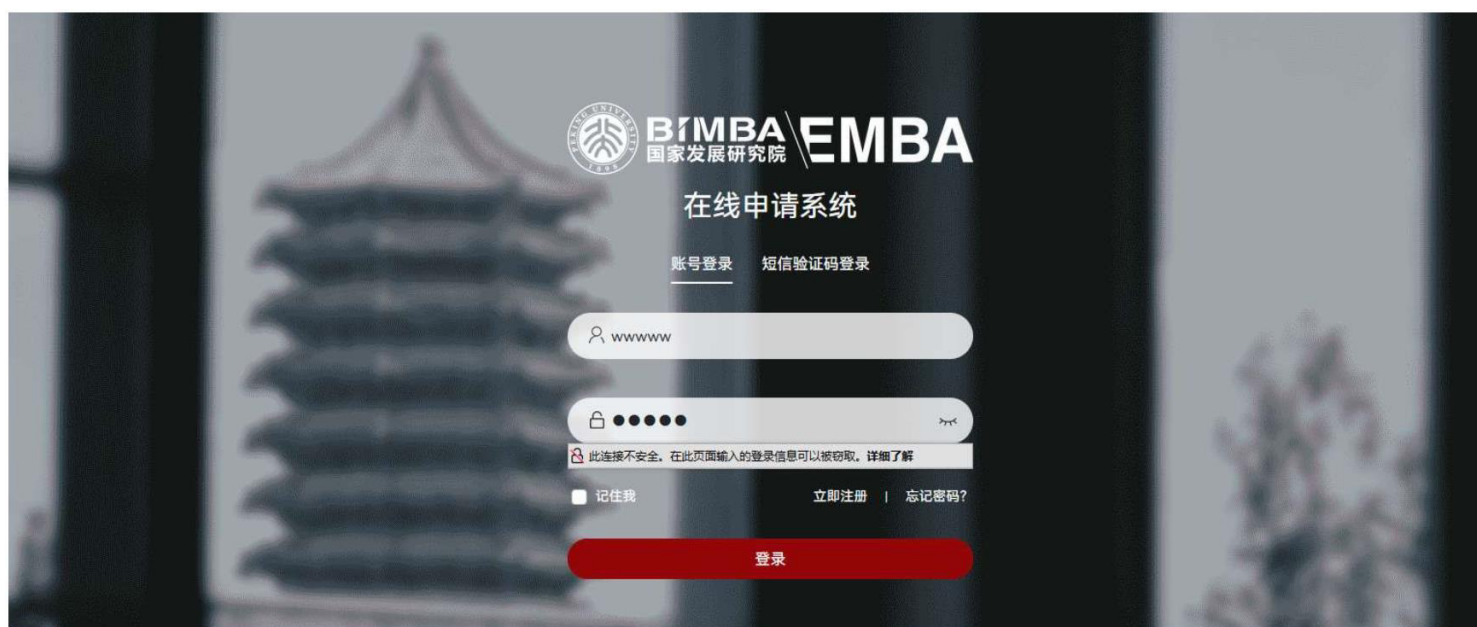 PEKING UNIVERSITY
1898
BIMBA EMBA
国家发展研究院
在线申请系统
账号登录 短信验证码登录
wwwww
●●●●●
此连接不安全。在此页面输入的登录信息可以被窃取。详细了解
记住我 立即注册 | 忘记密码?
登录